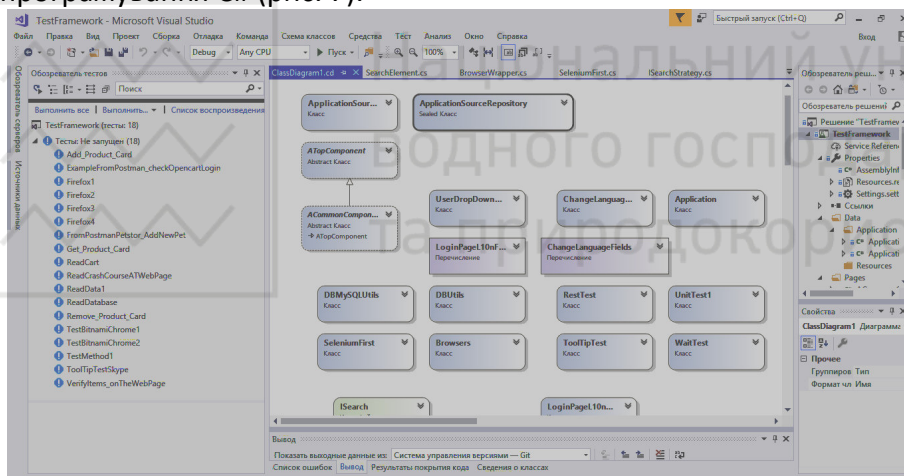 програмування С# (рис. 7).
TestFramework - Microsoft Visual Studio
Быстрый запуск (Ctrl+Q)
Файл Правка Вид Проект Сборка Отладка Команда Схема классов Средства Тест Анализ Окно Справка Вход
Debug Any CPU Пуск 100%
Обозреватель серверов Источники данных
Обозреватель тестов
Поиск
Выполнить все | Выполнить... | Список воспроизведения
TestFramework (тесты: 18)
Тесты: Не запущен (18)
Add_Product_Card
ExampleFromPostman_checkOpencartLogin
Firefox1
Firefox2
Firefox3
Firefox4
FromPostmanPetstor_AddNewPet
Get_Product_Card
ReadCart
ReadCrashCourseATWebPage
ReadData1
ReadDatabase
Remove_Product_Card
TestBitnamiChrome1
TestBitnamiChrome2
TestMethod1
ToolTipTestSkype
VerifyItems_onTheWebPage
ClassDiagram1.cd SearchElement.cs BrowserWrapper.cs SeleniumFirst.cs ISearchStrategy.cs
ApplicationSour...
Класс
ApplicationSourceRepository
Sealed Класс
ATopComponent
Abstract Класс
ACommonCompon...
Abstract Класс
ATopComponent
UserDropDown...
Класс
ChangeLanguag...
Класс
Application
Класс
LoginPageL10nF...
Перечисление
ChangeLanguageFields
Перечисление
DBMySQLUtils
Класс
DBUtils
Класс
RestTest
Класс
UnitTest1
Класс
SeleniumFirst
Класс
Browsers
Класс
ToolTipTest
Класс
WaitTest
Класс
ISearch
LoginPageL10n...
Вывод
Показать выходные данные из: Система управления версиями — Git
Список ошибок Вывод Результаты покрытия кода Сведения о классах
Обозреватель реш...
Обозреватель решений
Решение "TestFramew
TestFramework
Service Referen
Properties
AssemblyInf
Resources.re
Settings.sett
Ссылки
Data
Application
Applicati
Applicati
Resources
Pages
Свойства
ClassDiagram1 Диаграмма
Прочее
Группиров Тип
Формат чл Имя
водного госпо
та природокор